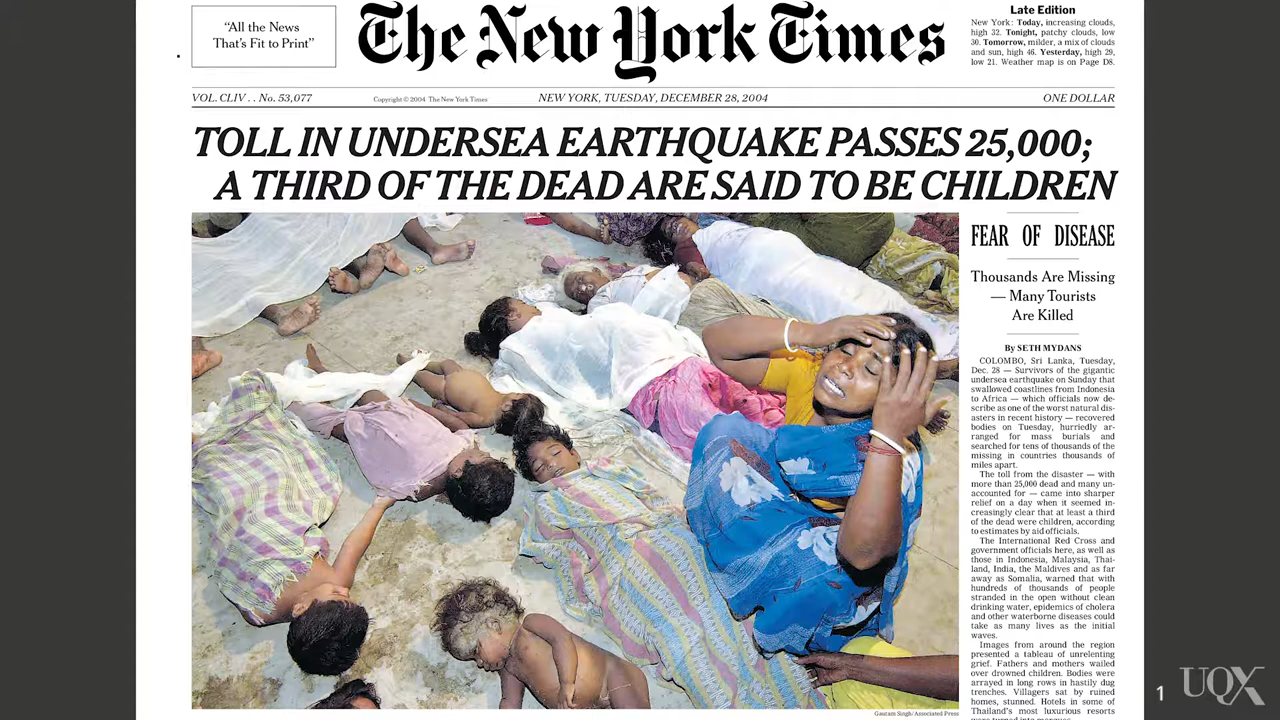 “All the News
That’s Fit to Print”
The New York Times
Late Edition
New York: Today, increasing clouds,
high 32. Tonight, patchy clouds, low
30. Tomorrow, milder, a mix of clouds
and sun, high 46. Yesterday, high 29,
low 21. Weather map is on Page D8.
VOL. CLIV . . No. 53,077
Copyright © 2004 The New York Times
NEW YORK, TUESDAY, DECEMBER 28, 2004
ONE DOLLAR
TOLL IN UNDERSEA EARTHQUAKE PASSES 25,000;
A THIRD OF THE DEAD ARE SAID TO BE CHILDREN
FEAR OF DISEASE
Thousands Are Missing
— Many Tourists
Are Killed
By SETH MYDANS
COLOMBO, Sri Lanka, Tuesday,
Dec. 28 — Survivors of the gigantic
undersea earthquake on Sunday that
swallowed coastlines from Indonesia
to Africa — which officials now de-
scribe as one of the worst natural dis-
asters in recent history — recovered
bodies on Tuesday, hurriedly ar-
ranged for mass burials and
searched for tens of thousands of the
missing in countries thousands of
miles apart.
The toll from the disaster — with
more than 25,000 dead and many un-
accounted for — came into sharper
relief on a day when it seemed in-
creasingly clear that at least a third
of the dead were children, according
to estimates by aid officials.
The International Red Cross and
government officials here, as well as
those in Indonesia, Malaysia, Thai-
land, India, the Maldives and as far
away as Somalia, warned that with
hundreds of thousands of people
stranded in the open without clean
drinking water, epidemics of cholera
and other waterborne diseases could
take as many lives as the initial
waves.
Images from around the region
presented a tableau of unrelenting
grief. Fathers and mothers wailed
over drowned children. Bodies were
arrayed in long rows in hastily dug
trenches. Villagers sat by ruined
homes, stunned. Hotels in some of
Thailand’s most luxurious resorts
Gautam Singh/Associated Press
1
UQX